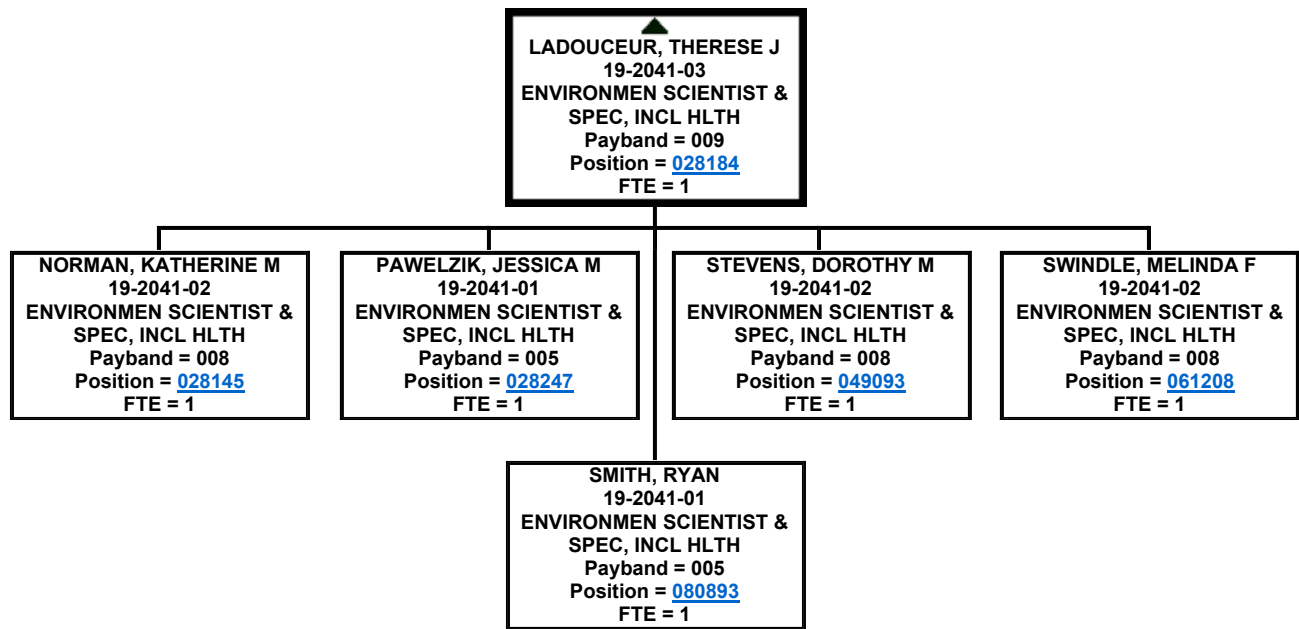 LADOUCEUR, THERESE J
19-2041-03
ENVIRONMEN SCIENTIST &
SPEC, INCL HLTH
Payband = 009
Position = 028184
FTE = 1
NORMAN, KATHERINE M
19-2041-02
ENVIRONMEN SCIENTIST &
SPEC, INCL HLTH
Payband = 008
Position = 028145
FTE = 1
PAWELZIK, JESSICA M
19-2041-01
ENVIRONMEN SCIENTIST &
SPEC, INCL HLTH
Payband = 005
Position = 028247
FTE = 1
STEVENS, DOROTHY M
19-2041-02
ENVIRONMEN SCIENTIST &
SPEC, INCL HLTH
Payband = 008
Position = 049093
FTE = 1
SWINDLE, MELINDA F
19-2041-02
ENVIRONMEN SCIENTIST &
SPEC, INCL HLTH
Payband = 008
Position = 061208
FTE = 1
SMITH, RYAN
19-2041-01
ENVIRONMEN SCIENTIST &
SPEC, INCL HLTH
Payband = 005
Position = 080893
FTE = 1